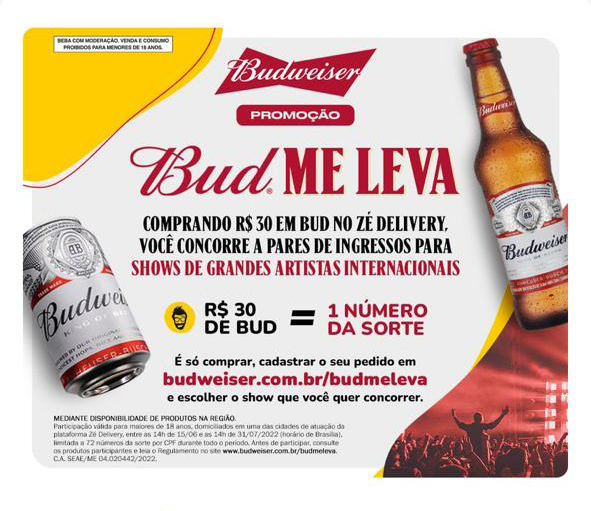 BEBA COM MODERAÇÃO. VENDA E CONSUMO
PROIBIDOS PARA MENORES DE 18 ANOS.
Budweiser
PROMOÇÃO
Bud ME LEVA
COMPRANDO R$ 30 EM BUD NO ZÉ DELIVERY,
VOCÊ CONCORRE A PARES DE INGRESSOS PARA
SHOWS DE GRANDES ARTISTAS INTERNACIONAIS
R$ 30
DE BUD = 1 NÚMERO
DA SORTE
É só comprar, cadastrar o seu pedido em
budweiser.com.br/budmeleva
e escolher o show que você quer concorrer.
MEDIANTE DISPONIBILIDADE DE PRODUTOS NA REGIÃO.
Participação válida para maiores de 18 anos, domiciliados em uma das cidades de atuação da
plataforma Zé Delivery, entre as 14h de 15/06 e as 14h de 31/07/2022 (horário de Brasília),
limitada a 72 números da sorte por CPF durante todo o período. Antes de participar, consulte
os produtos participantes e leia o Regulamento no site www.budweiser.com.br/budmeleva.
C.A. SEAE/ME 04.020442/2022.
Budweiser
KING OF BEERS
Budweiser
Budweiser